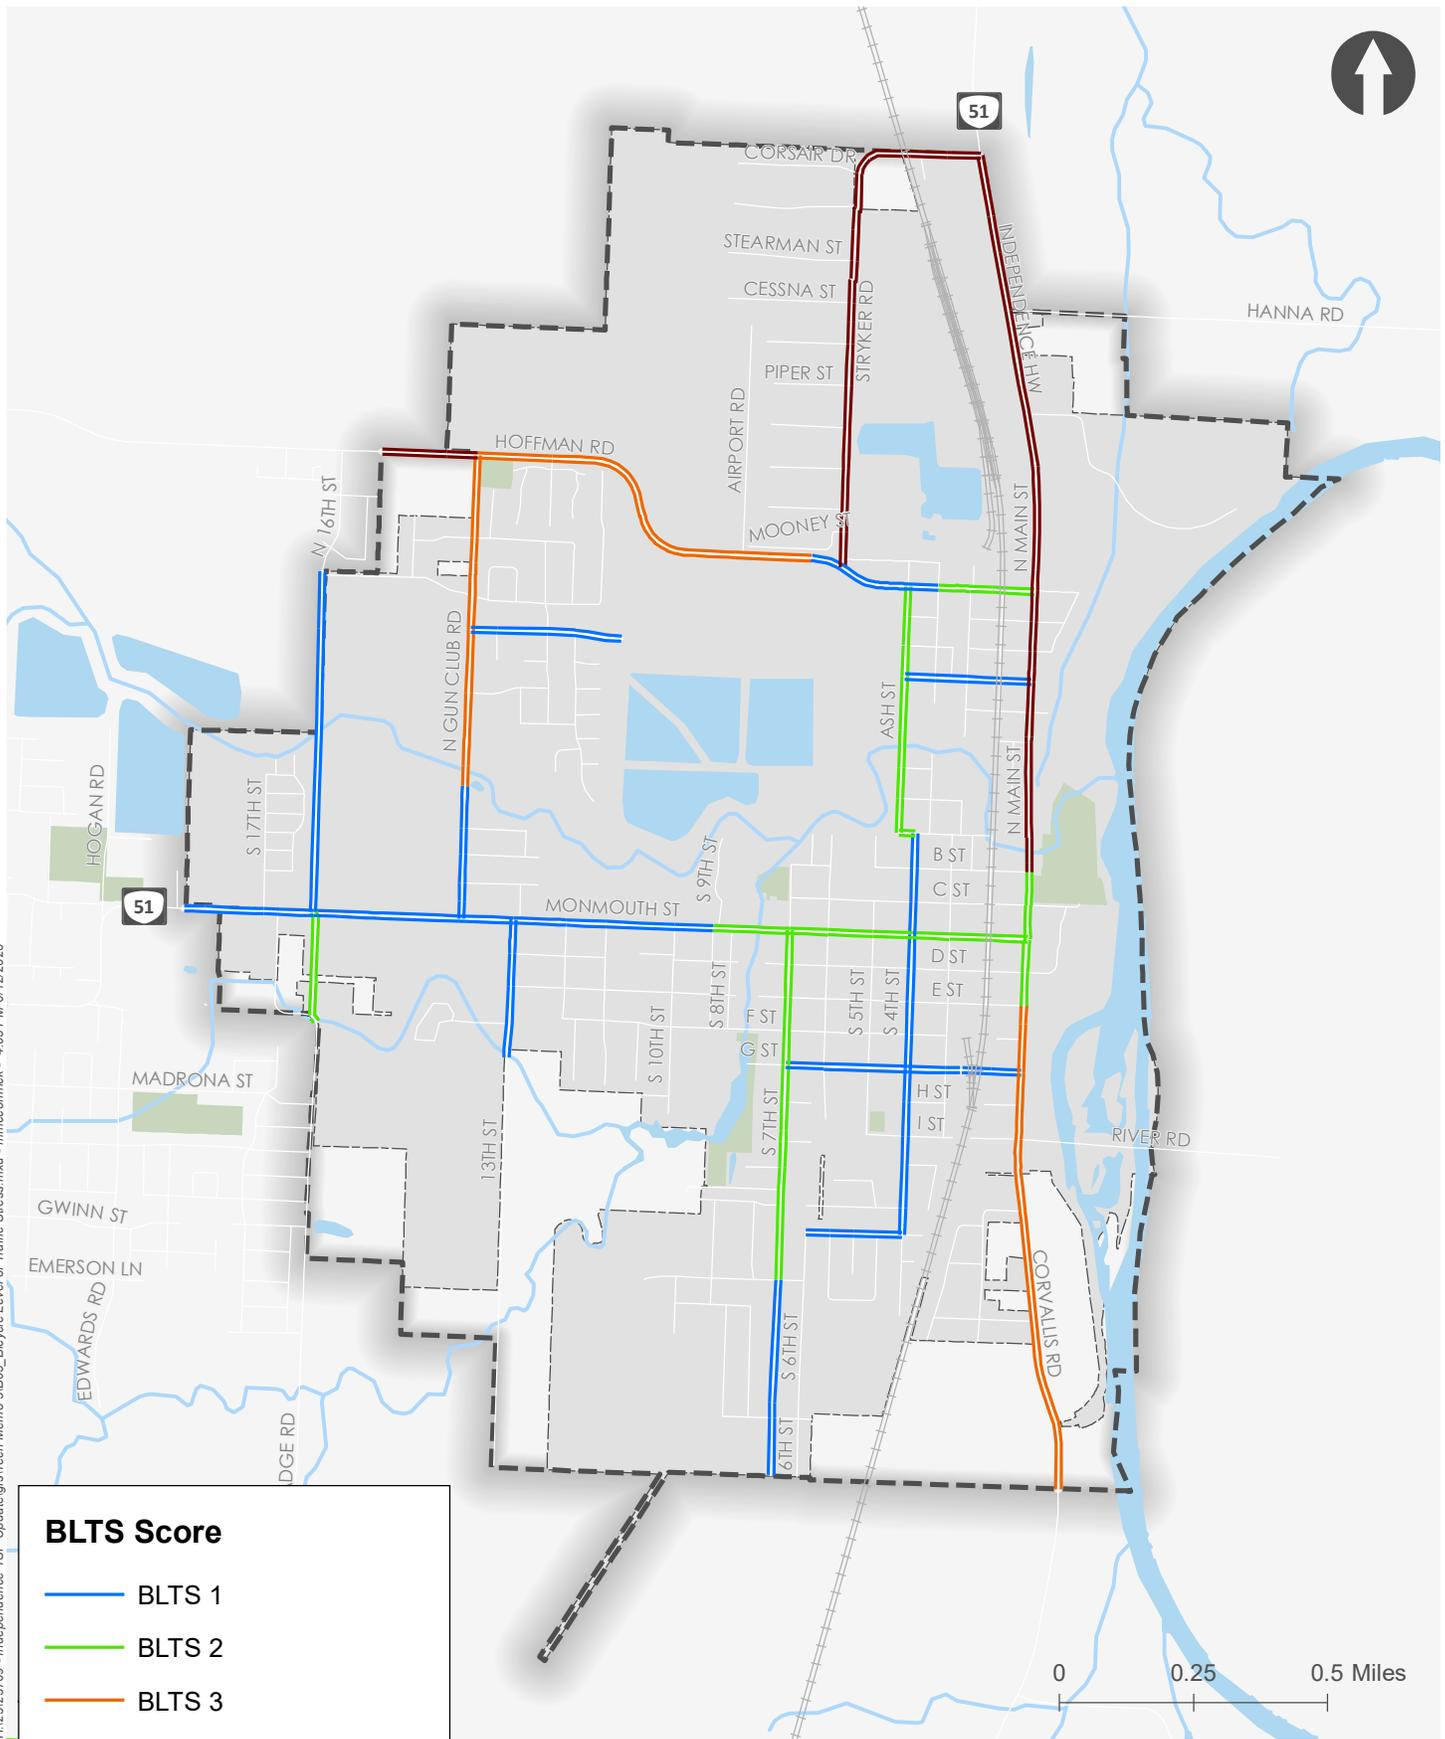 51
CORSAIR DR
STEARMAN ST
INDEPENDENCE HW
CESSNA ST
STRYKER RD
HANNA RD
PIPER ST
AIRPORT RD
HOFFMAN RD
N 16TH ST
MOONEY ST
N MAIN ST
N GUN CLUB RD
ASH ST
HOGAN RD
S 17TH ST
N MAIN ST
S 9TH ST
B ST
C ST
51
MONMOUTH ST
D ST
S 8TH ST
S 5TH ST
S 4TH ST
E ST
S 10TH ST
F ST
G ST
MADRONA ST
H ST
S 7TH ST
I ST
13TH ST
RIVER RD
GWINN ST
EMERSON LN
EDWARDS RD
CORVALLIS RD
S 6TH ST
6TH ST
DGE RD
BLTS Score
BLTS 1
BLTS 2
BLTS 3
0 0.25 0.5 Miles